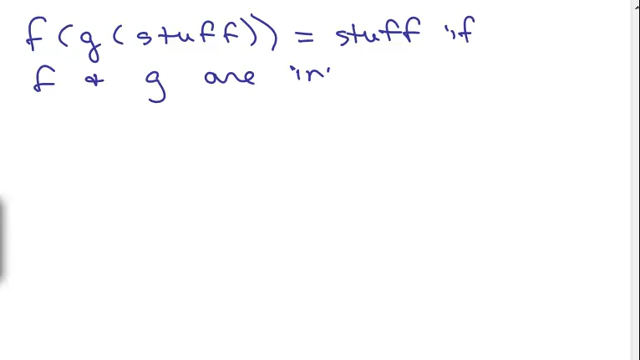 f(g(stuff)) = stuff if
f + g are in